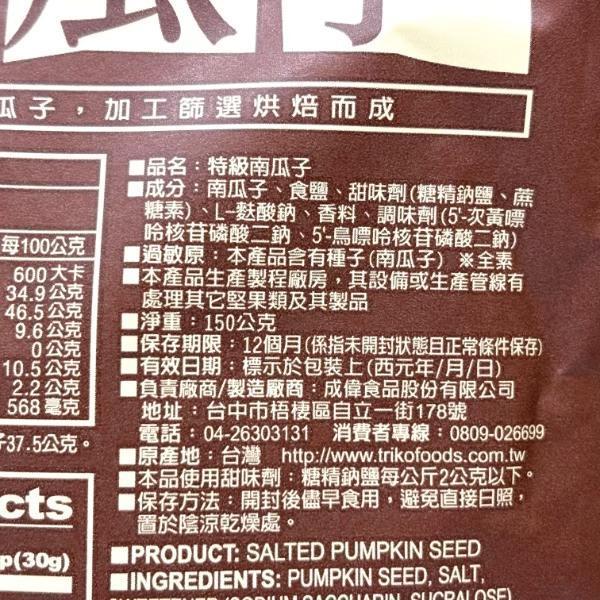 瓜子，加工篩選烘焙而成
每100公克
600大卡
34.9公克
46.5公克
9.6公克
0公克
10.5公克
2.2公克
568毫克
37.5公克。
cts
p(30g)
■品名：特級南瓜子
■成分：南瓜子、食鹽、甜味劑(糖精鈉鹽、蔗
糖素)、L-麩酸鈉、香料、調味劑(5'-次黃嘌
呤核苷磷酸二鈉、5'-鳥嘌呤核苷磷酸二鈉)
■過敏原：本產品含有種子(南瓜子) ※全素
■本產品生產製程廠房，其設備或生產管線有
處理其它堅果類及其製品
■淨重：150公克
■保存期限：12個月(係指未開封狀態且正常條件保存)
■有效日期：標示於包裝上(西元年/月/日)
■負責廠商/製造廠商：成偉食品股份有限公司
地址：台中市梧棲區自立一街178號
電話：04-26303131 消費者專線：0809-026699
■原產地：台灣 http://www.trikofoods.com.tw
■本品使用甜味劑：糖精鈉鹽每公斤2公克以下。
■保存方法：開封後儘早食用，避免直接日照，
置於陰涼乾燥處。
■PRODUCT: SALTED PUMPKIN SEED
■INGREDIENTS: PUMPKIN SEED, SALT,
SWEETENER (SODIUM SACCHARIN, SUCRALOSE)